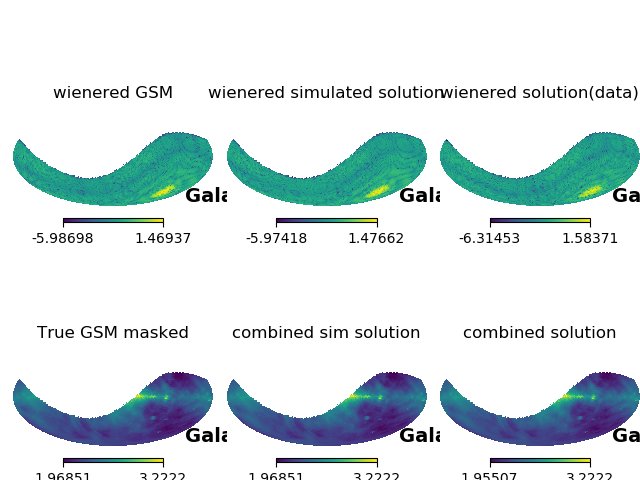 wienered GSM
wienered simulated solution
wienered solution(data)
Gala
Gala
Ga
-5.98698 1.46937
-5.97418 1.47662
-6.31453 1.58371
True GSM masked
combined sim solution
combined solution
Gala
Gala
Ga
1.96851 3.2222
1.96851 3.2222
1.95507 3.2222